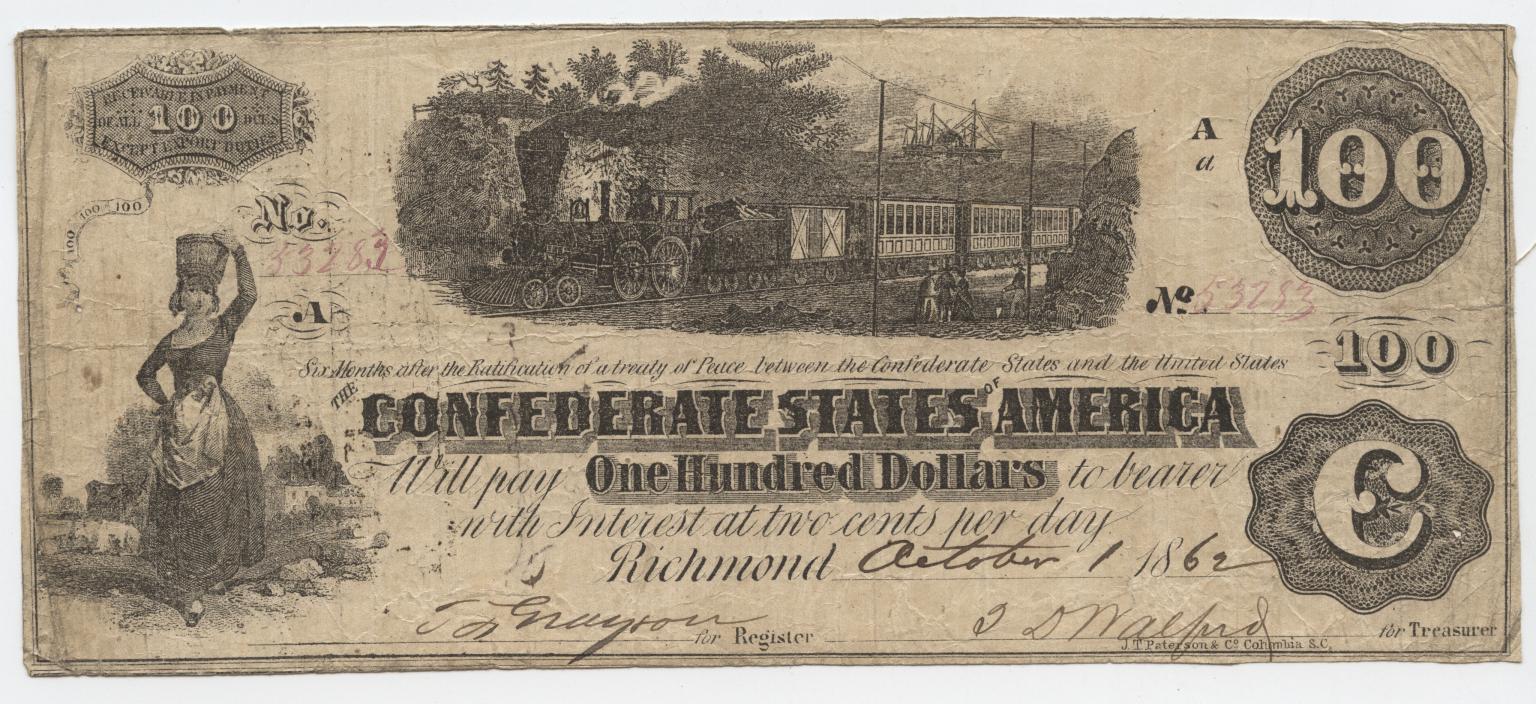 RECEIVABLE IN PAYMENT
OF ALL 100 DUES
EXCEPT EXPORT DUTIES
100 100 100
No.
53283
A
A
a
100
No 53283
100
Six Months after the Ratification of a treaty of Peace between the Confederate States and the United States
THE CONFEDERATE STATES OF AMERICA
Will pay One Hundred Dollars to bearer
with Interest at two cents per day
C
Richmond October 1 1862
Grayson for Register
Walford for Treasurer
J.T. Paterson & Co Columbia S.C.